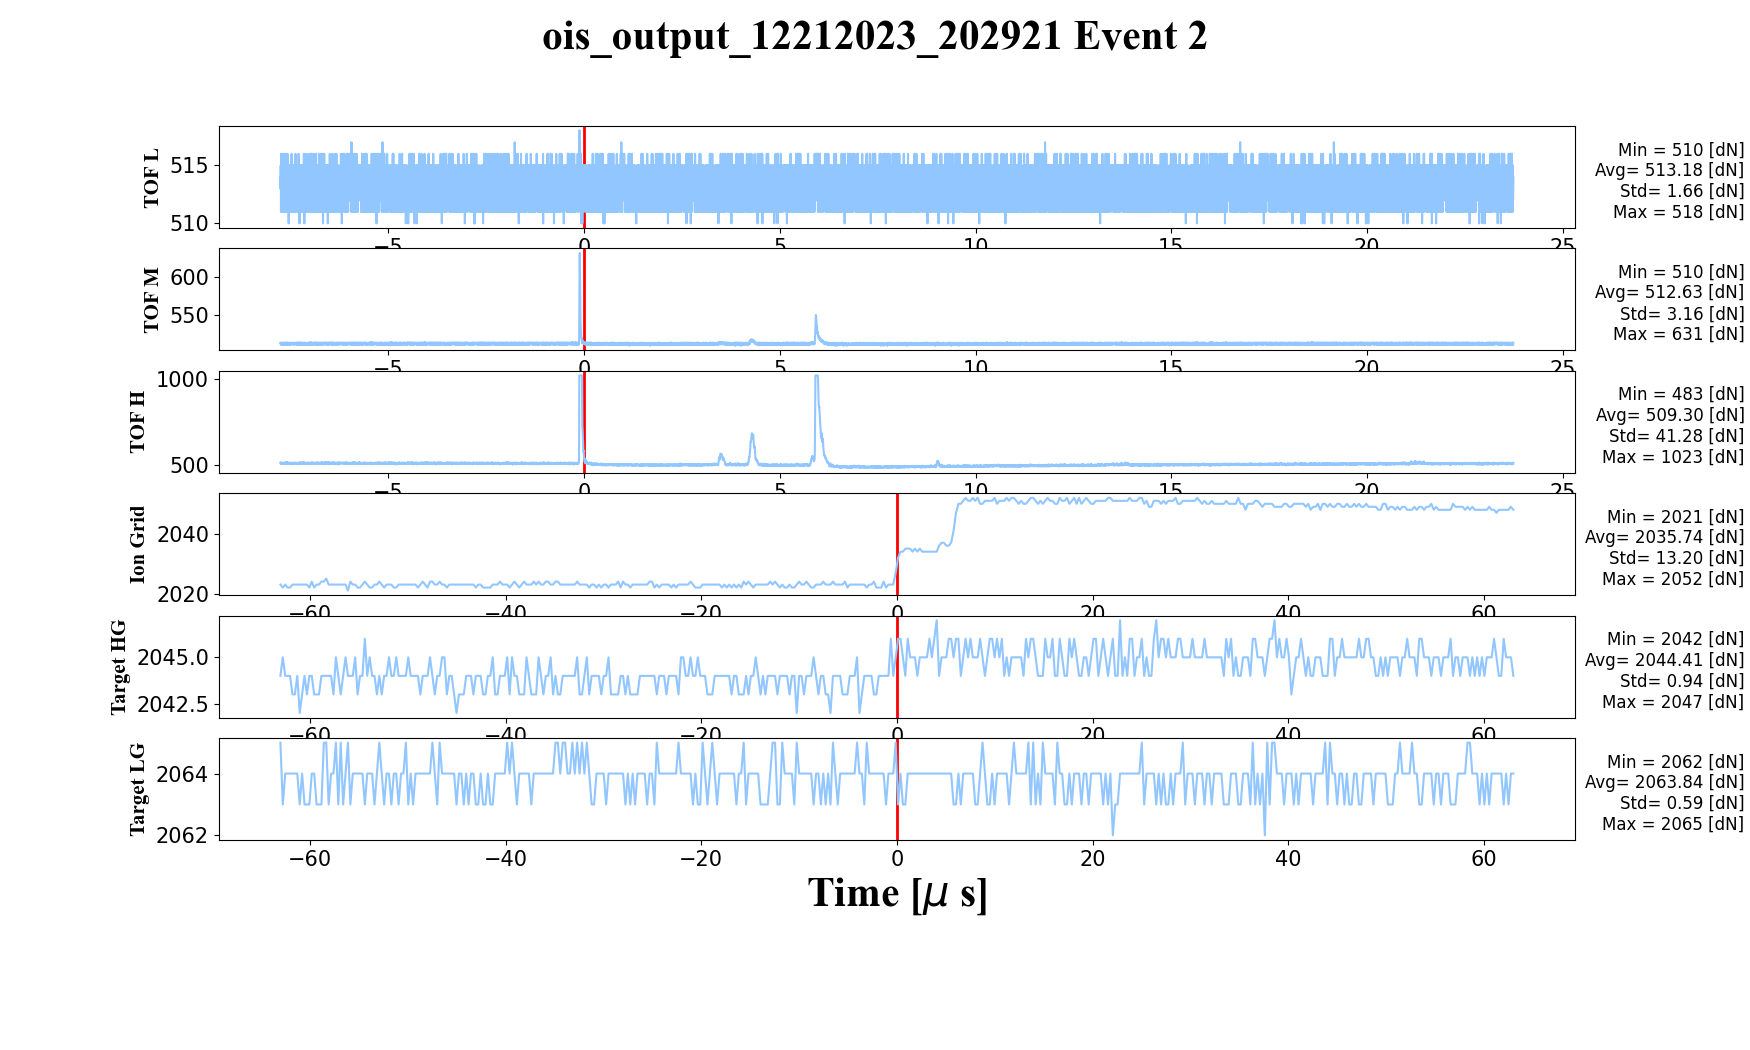 ois_output_12212023_202921 Event 2
TOF L
515
510
−5
0
5
10
15
20
25
Min = 510 [dN]
Avg= 513.18 [dN]
Std= 1.66 [dN]
Max = 518 [dN]
TOF M
600
550
−5
0
5
10
15
20
25
Min = 510 [dN]
Avg= 512.63 [dN]
Std= 3.16 [dN]
Max = 631 [dN]
TOF H
1000
500
−5
0
5
10
15
20
25
Min = 483 [dN]
Avg= 509.30 [dN]
Std= 41.28 [dN]
Max = 1023 [dN]
Ion Grid
2040
2020
−60
−40
−20
0
20
40
60
Min = 2021 [dN]
Avg= 2035.74 [dN]
Std= 13.20 [dN]
Max = 2052 [dN]
Target HG
2045.0
2042.5
−60
−40
−20
0
20
40
60
Min = 2042 [dN]
Avg= 2044.41 [dN]
Std= 0.94 [dN]
Max = 2047 [dN]
Target LG
2064
2062
−60
−40
−20
0
20
40
60
Min = 2062 [dN]
Avg= 2063.84 [dN]
Std= 0.59 [dN]
Max = 2065 [dN]
Time [μ s]